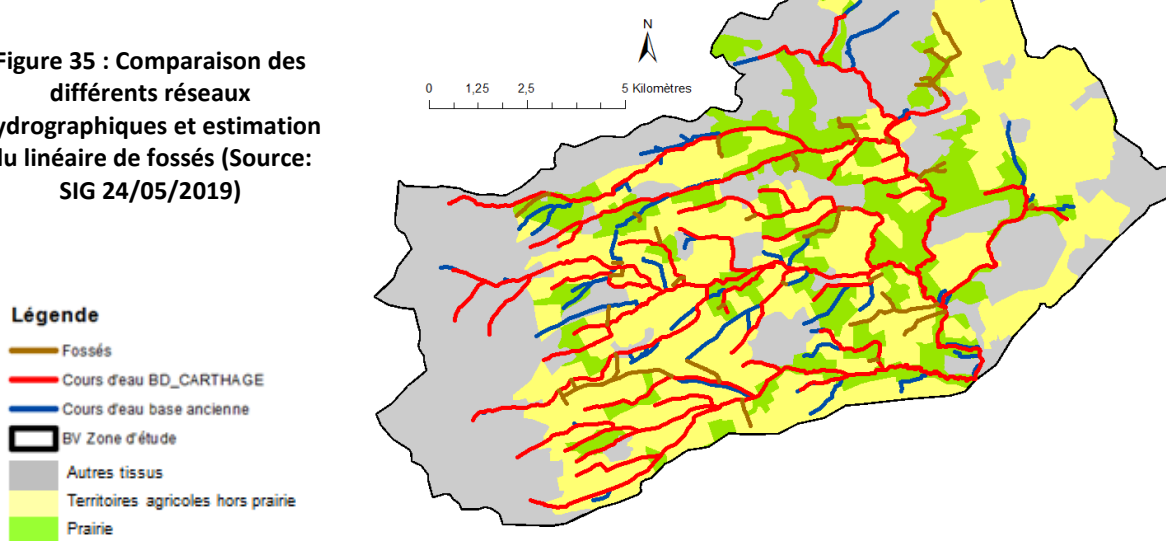 Figure 35 : Comparaison des
différents réseaux
ydrographiques et estimation
du linéaire de fossés (Source:
SIG 24/05/2019)
N
0 1,25 2,5 5 Kilomètres
Légende
Fossés
Cours d'eau BD_CARTHAGE
Cours d'eau base ancienne
BV Zone d'étude
Autres tissus
Territoires agricoles hors prairie
Prairie